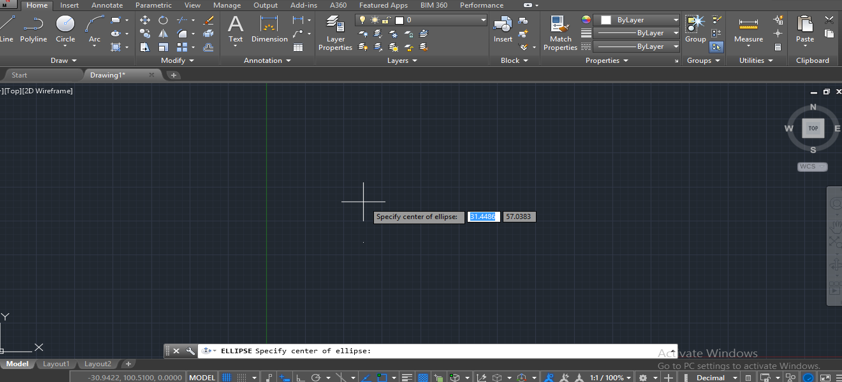 Home Insert Annotate Parametric View Manage Output Add-ins A360 Featured Apps BIM 360 Performance
Line Polyline Circle Arc Text Dimension Layer Properties 0 Insert Match Properties ByLayer ByLayer ByLayer Group Measure Paste
Draw Modify Annotation Layers Block Properties Groups Utilities Clipboard
Start Drawing1* +
][Top][2D Wireframe]
N
W TOP E
S
WCS
Specify center of ellipse: 31.4486 57.0383
Y
X
ELLIPSE Specify center of ellipse:
Activate Windows
Go to PC settings to activate Windows.
Model Layout1 Layout2 +
-30.9422, 100.5100, 0.0000 MODEL 1:1 / 100% Decimal